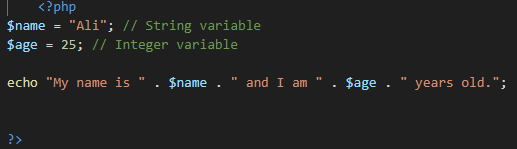 <?php
$name = "Ali"; // String variable
$age = 25; // Integer variable
echo "My name is " . $name . " and I am " . $age . " years old.";
?>